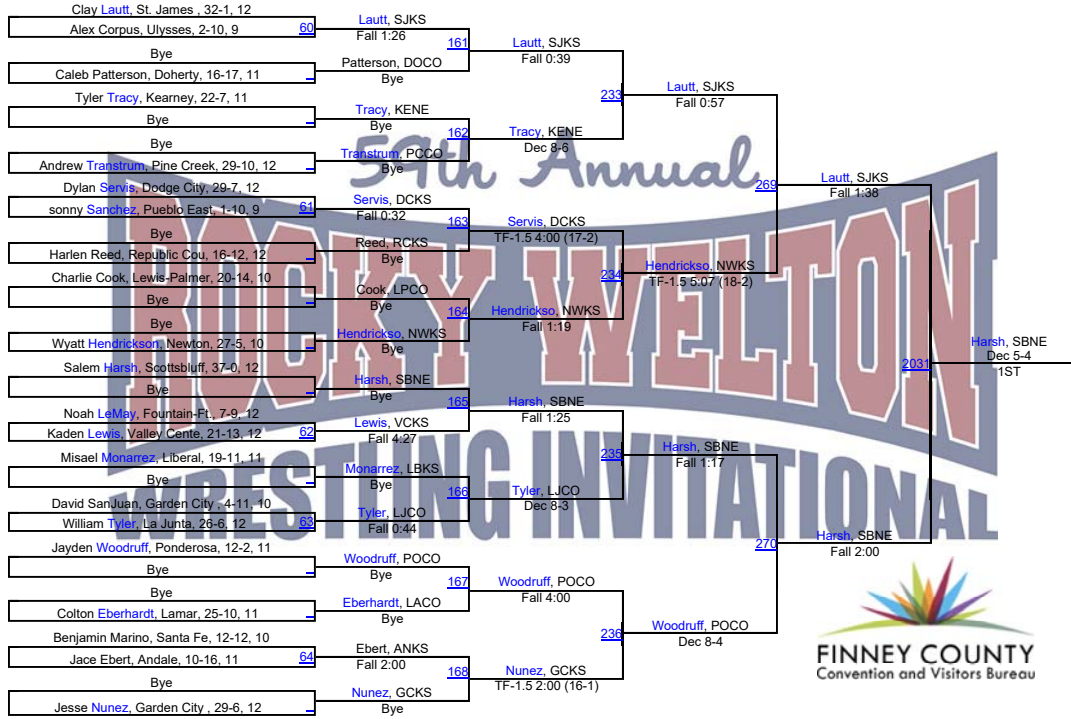 Clay Lautt, St. James , 32-1, 12
60
Alex Corpus, Ulysses, 2-10, 9
Bye
Caleb Patterson, Doherty, 16-17, 11
Tyler Tracy, Kearney, 22-7, 11
Bye
Bye
Andrew Transtrum, Pine Creek, 29-10, 12
Dylan Servis, Dodge City, 29-7, 12
61
sonny Sanchez, Pueblo East, 1-10, 9
Bye
Harlen Reed, Republic Cou, 16-12, 12
Charlie Cook, Lewis-Palmer, 20-14, 10
Bye
Bye
Wyatt Hendrickson, Newton, 27-5, 10
Salem Harsh, Scottsbluff, 37-0, 12
Bye
Noah LeMay, Fountain-Ft., 7-9, 12
62
Kaden Lewis, Valley Cente, 21-13, 12
Misael Monarrez, Liberal, 19-11, 11
Bye
David SanJuan, Garden City , 4-11, 10
63
William Tyler, La Junta, 26-6, 12
Jayden Woodruff, Ponderosa, 12-2, 11
Bye
Bye
Colton Eberhardt, Lamar, 25-10, 11
Benjamin Marino, Santa Fe, 12-12, 10
64
Jace Ebert, Andale, 10-16, 11
Bye
Jesse Nunez, Garden City , 29-6, 12
Lautt, SJKS
Fall 1:26
161
Patterson, DOCO
Bye
Tracy, KENE
Bye
162
Transtrum, PCCO
Bye
Servis, DCKS
Fall 0:32
163
Reed, RCKS
Bye
Cook, LPCO
Bye
164
Hendrickso, NWKS
Bye
Harsh, SBNE
Bye
165
Lewis, VCKS
Fall 4:27
Monarrez, LBKS
Bye
166
Tyler, LJCO
Fall 0:44
Woodruff, POCO
Bye
167
Eberhardt, LACO
Bye
Ebert, ANKS
Fall 2:00
168
Nunez, GCKS
Bye
Lautt, SJKS
Fall 0:39
233
Tracy, KENE
Dec 8-6
Servis, DCKS
TF-1.5 4:00 (17-2)
234
Hendrickso, NWKS
Fall 1:19
Harsh, SBNE
Fall 1:25
235
Tyler, LJCO
Dec 8-3
Woodruff, POCO
Fall 4:00
236
Nunez, GCKS
TF-1.5 2:00 (16-1)
Lautt, SJKS
Fall 0:57
269
Hendrickso, NWKS
TF-1.5 5:07 (18-2)
Harsh, SBNE
Fall 1:17
270
Woodruff, POCO
Dec 8-4
Lautt, SJKS
Fall 1:38
2031
Harsh, SBNE
Fall 2:00
Harsh, SBNE
Dec 5-4
1ST
59th Annual
ROCKY WELTON
WRESTLING INVITATIONAL
FINNEY COUNTY
Convention and Visitors Bureau